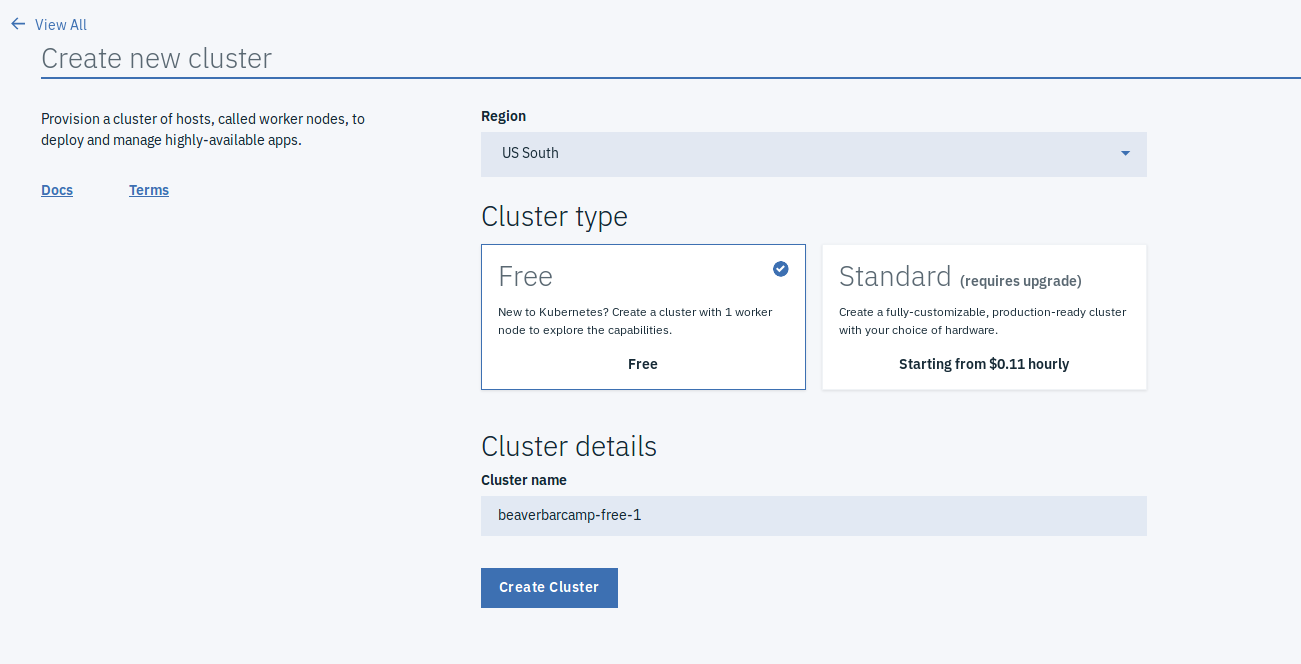 View All
Create new cluster
Provision a cluster of hosts, called worker nodes, to
deploy and manage highly-available apps.
Docs Terms
Region
US South
Cluster type
Free
New to Kubernetes? Create a cluster with 1 worker
node to explore the capabilities.
Free
Standard (requires upgrade)
Create a fully-customizable, production-ready cluster
with your choice of hardware.
Starting from $0.11 hourly
Cluster details
Cluster name
beaverbarcamp-free-1
Create Cluster